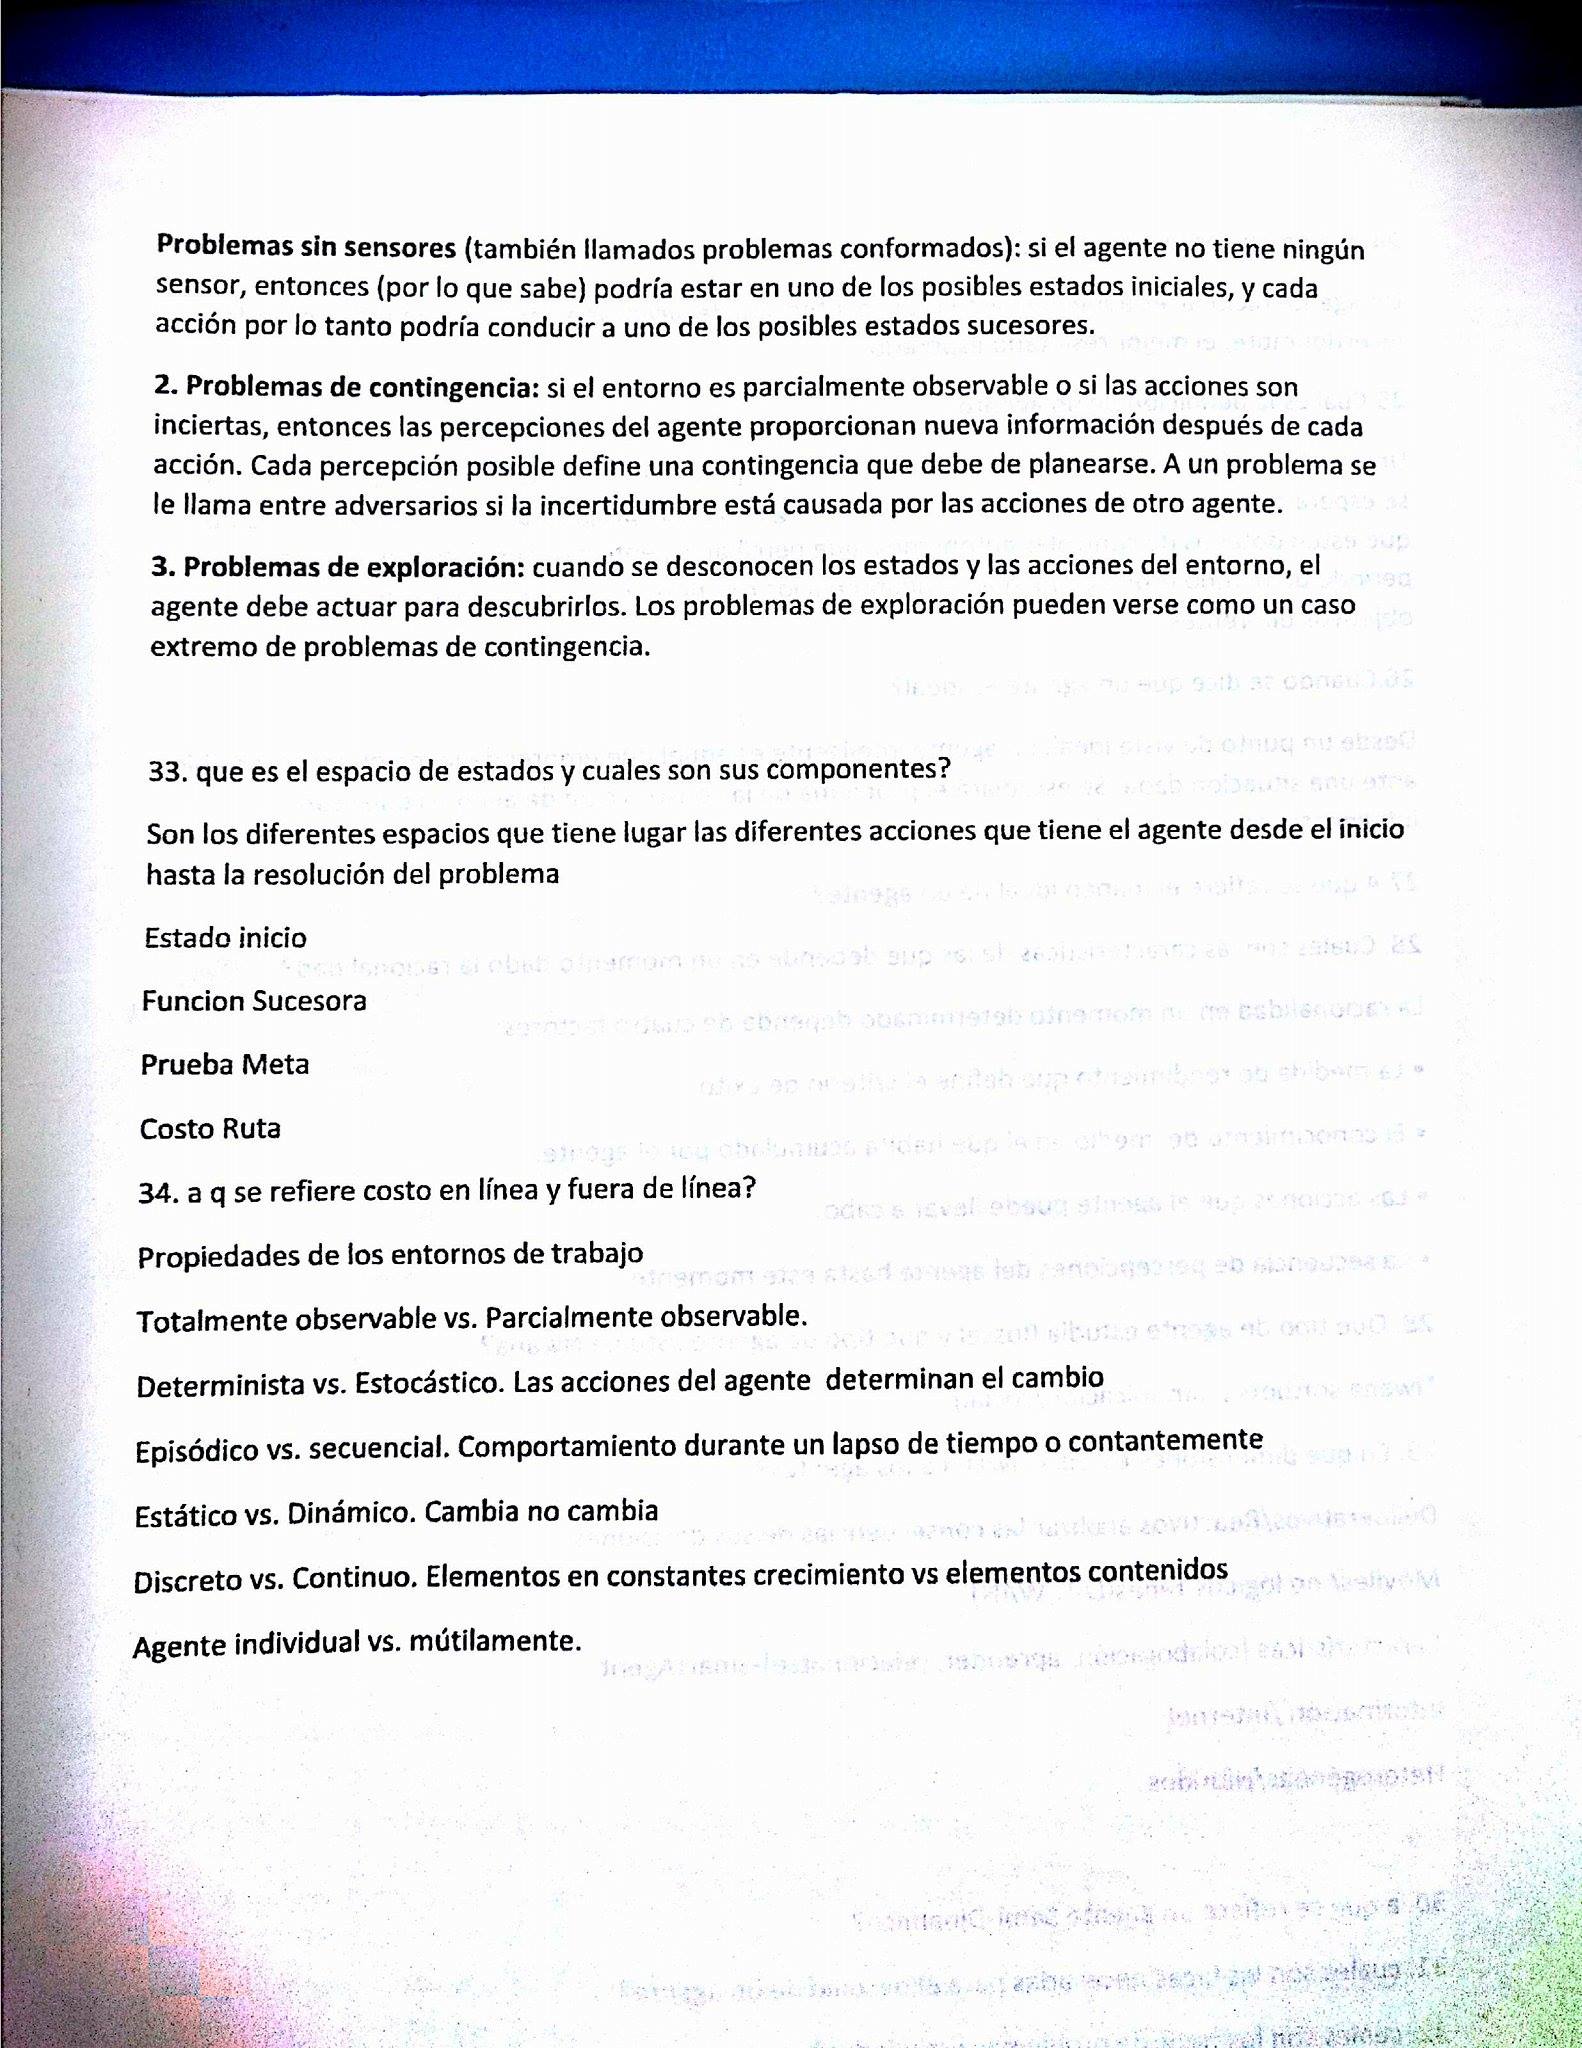 Problemas sin sensores (también llamados problemas conformados): si el agente no tiene ningún
sensor, entonces (por lo que sabe) podría estar en uno de los posibles estados iniciales, y cada
acción por lo tanto podría conducir a uno de los posibles estados sucesores.
2. Problemas de contingencia: si el entorno es parcialmente observable o si las acciones son
inciertas, entonces las percepciones del agente proporcionan nueva información después de cada
acción. Cada percepción posible define una contingencia que debe de planearse. A un problema se
le llama entre adversarios si la incertidumbre está causada por las acciones de otro agente.
3. Problemas de exploración: cuando se desconocen los estados y las acciones del entorno, el
agente debe actuar para descubrirlos. Los problemas de exploración pueden verse como un caso
extremo de problemas de contingencia.
33. que es el espacio de estados y cuales son sus componentes?
Son los diferentes espacios que tiene lugar las diferentes acciones que tiene el agente desde el inicio
hasta la resolución del problema
Estado inicio
Funcion Sucesora
Prueba Meta
Costo Ruta
34. a q se refiere costo en línea y fuera de línea?
Propiedades de los entornos de trabajo
Totalmente observable vs. Parcialmente observable.
Determinista vs. Estocástico. Las acciones del agente determinan el cambio
Episódico vs. secuencial. Comportamiento durante un lapso de tiempo o contantemente
Estático vs. Dinámico. Cambia no cambia
Discreto vs. Continuo. Elementos en constantes crecimiento vs elementos contenidos
Agente individual vs. mútilamente.